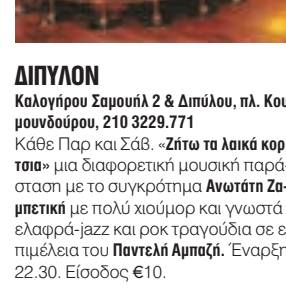 ΔΙΠΥΛΟΝ
Καλογήρου Σαμουήλ 2 & Διπύλου, πλ. Κου
μουνδούρου, 210 3229.771
Κάθε Παρ και Σάβ. «Ζήτω τα λαικά κορ
τσια» μια διαφορετική μουσική παρά-
σταση με το συγκρότημα Ανωτάτη Ζα-
μπετική με πολύ χιούμορ και γνωστά
ελαφρά-jazz και ροκ τραγούδια σε ε
πιμέλεια του Παντελή Αμπαζή. Έναρξη
22.30. Είσοδος €10.